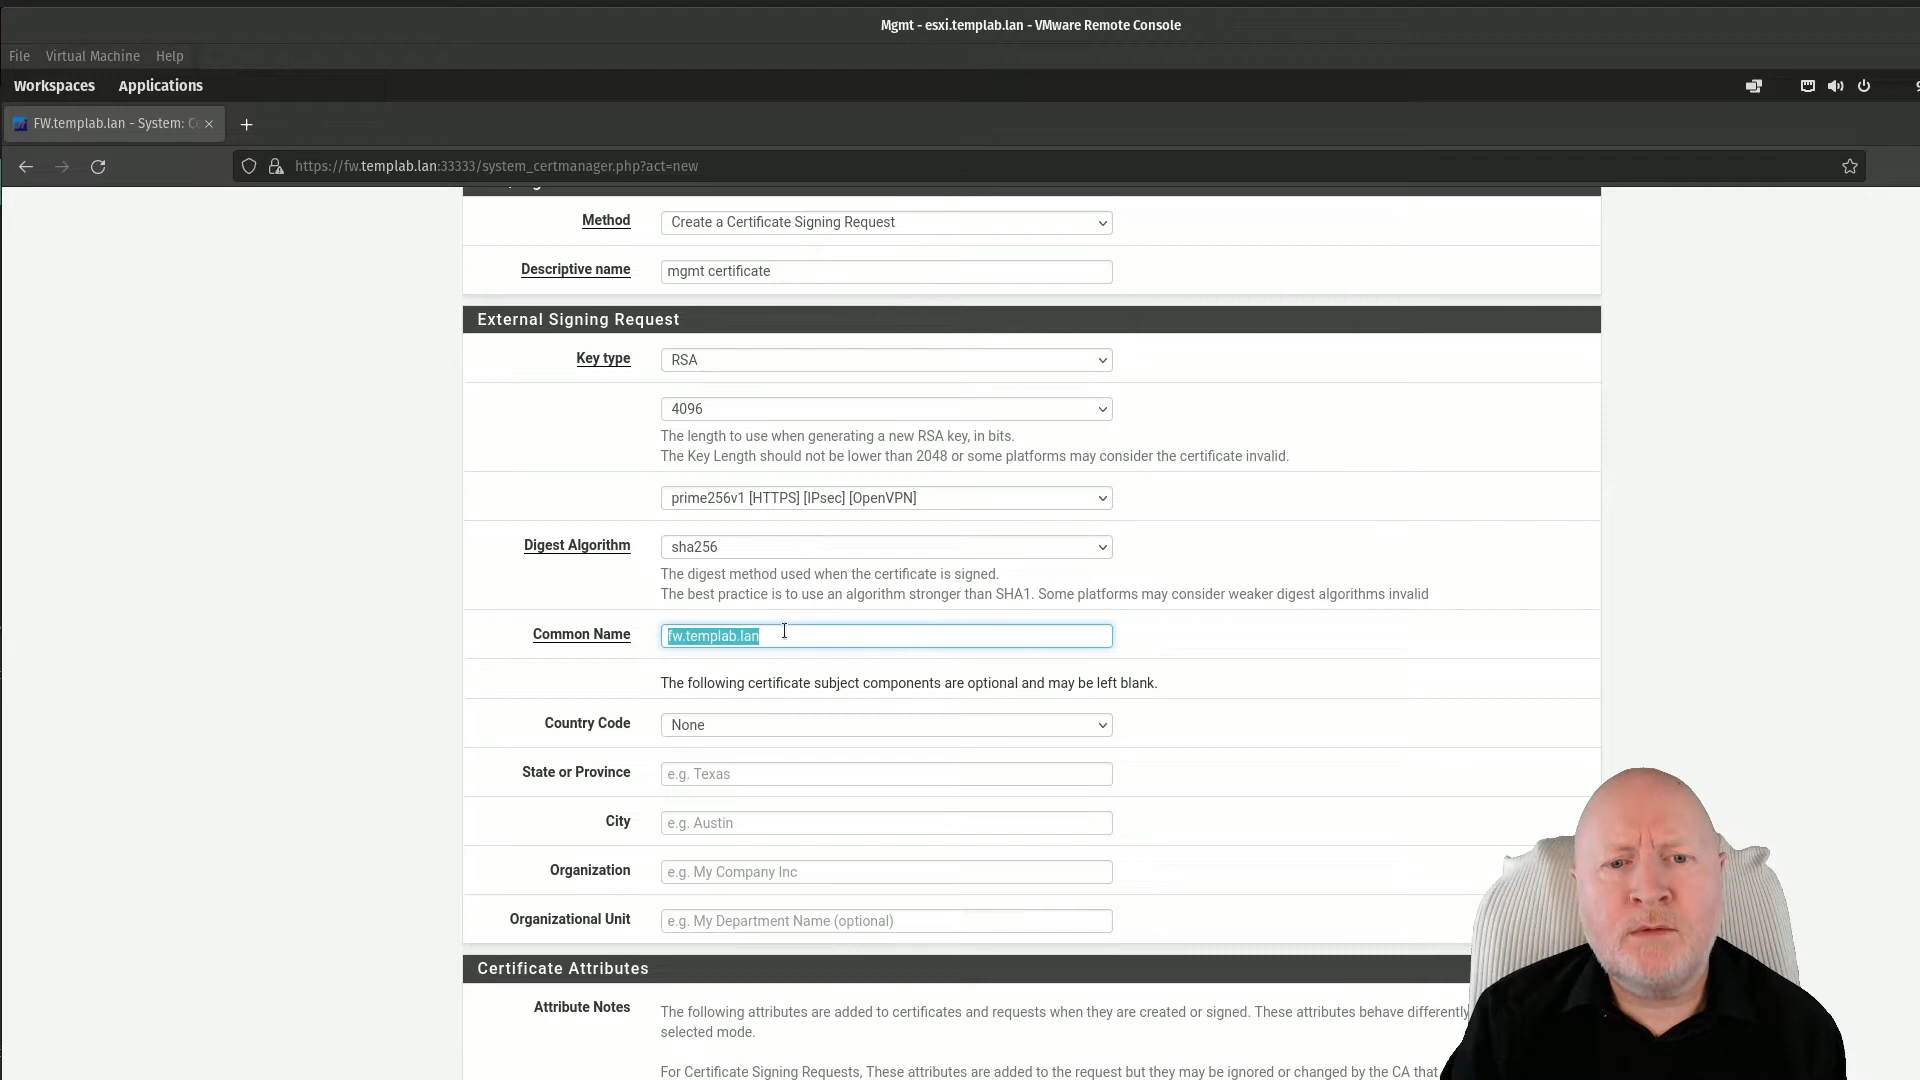 Mgmt - esxi.templab.lan - VMware Remote Console
File Virtual Machine Help
Workspaces Applications
FW.templab.lan - System: Ce
https://fw.templab.lan:33333/system_certmanager.php?act=new
Method Create a Certificate Signing Request
Descriptive name mgmt certificate
External Signing Request
Key type RSA
4096
The length to use when generating a new RSA key, in bits.
The Key Length should not be lower than 2048 or some platforms may consider the certificate invalid.
prime256v1 [HTTPS] [IPsec] [OpenVPN]
Digest Algorithm sha256
The digest method used when the certificate is signed.
The best practice is to use an algorithm stronger than SHA1. Some platforms may consider weaker digest algorithms invalid
Common Name fw.templab.lan
The following certificate subject components are optional and may be left blank.
Country Code None
State or Province e.g. Texas
City e.g. Austin
Organization e.g. My Company Inc
Organizational Unit e.g. My Department Name (optional)
Certificate Attributes
Attribute Notes The following attributes are added to certificates and requests when they are created or signed. These attributes behave differently
selected mode.
For Certificate Signing Requests, These attributes are added to the request but they may be ignored or changed by the CA that